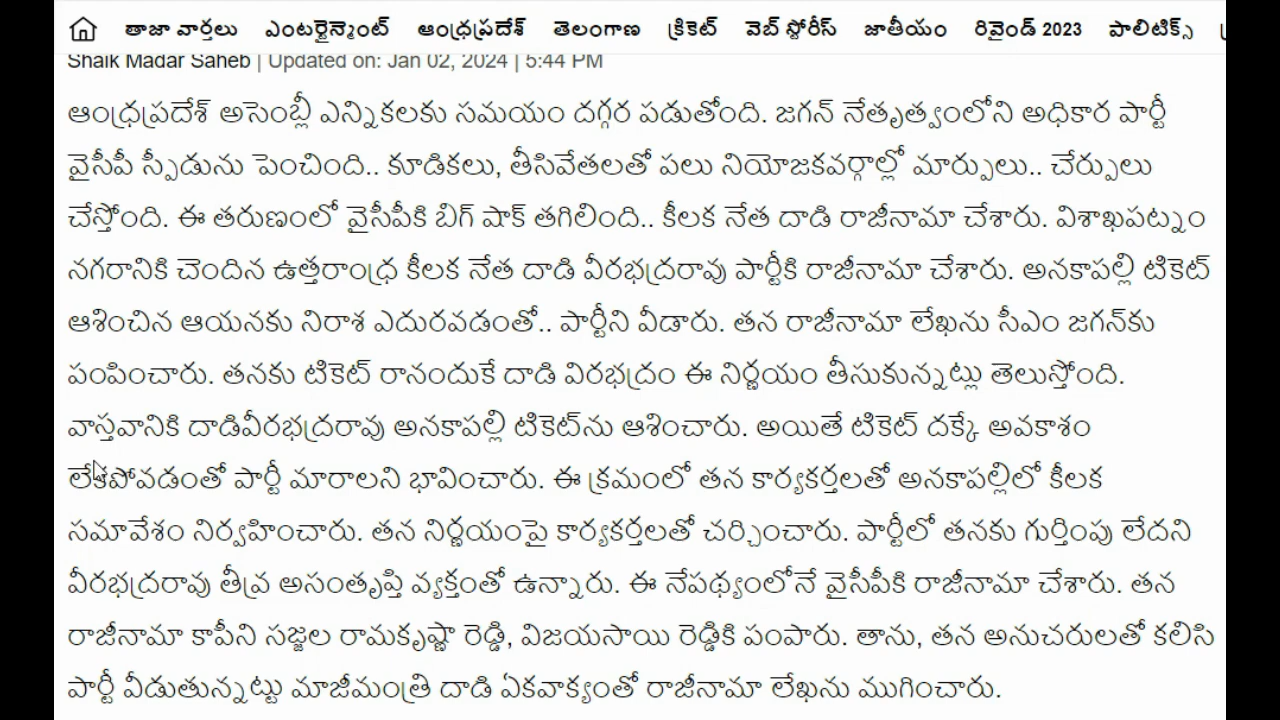 తాజా వార్తలు ఎంటర్టైన్మెంట్ ఆంధ్రప్రదేశ్ తెలంగాణ క్రికెట్ వెబ్ స్టోరీస్ జాతీయం రివైండ్ 2023 పాలిటిక్స్
Shaik Madar Saheb | Updated on: Jan 02, 2024 | 5:44 PM
ఆంధ్రప్రదేశ్ అసెంబ్లీ ఎన్నికలకు సమయం దగ్గర పడుతోంది. జగన్ నేతృత్వంలోని అధికార పార్టీ
వైసీపీ స్పీడును పెంచింది.. కూడికలు, తీసివేతలతో పలు నియోజకవర్గాల్లో మార్పులు.. చేర్పులు
చేస్తోంది. ఈ తరుణంలో వైసీపీకి బిగ్ షాక్ తగిలింది.. కీలక నేత దాడి రాజీనామా చేశారు. విశాఖపట్నం
నగరానికి చెందిన ఉత్తరాంధ్ర కీలక నేత దాడి వీరభద్రరావు పార్టీకి రాజీనామా చేశారు. అనకాపల్లి టికెట్
ఆశించిన ఆయనకు నిరాశ ఎదురవడంతో.. పార్టీని వీడారు. తన రాజీనామా లేఖను సీఎం జగన్‌కు
పంపించారు. తనకు టికెట్ రానందుకే దాడి విరభద్రం ఈ నిర్ణయం తీసుకున్నట్లు తెలుస్తోంది.
వాస్తవానికి దాడివీరభద్రరావు అనకాపల్లి టికెట్‌ను ఆశించారు. అయితే టికెట్ దక్కే అవకాశం
లేకపోవడంతో పార్టీ మారాలని భావించారు. ఈ క్రమంలో తన కార్యకర్తలతో అనకాపల్లిలో కీలక
సమావేశం నిర్వహించారు. తన నిర్ణయంపై కార్యకర్తలతో చర్చించారు. పార్టీలో తనకు గుర్తింపు లేదని
వీరభద్రరావు తీవ్ర అసంతృప్తి వ్యక్తంతో ఉన్నారు. ఈ నేపథ్యంలోనే వైసీపీకి రాజీనామా చేశారు. తన
రాజీనామా కాపీని సజ్జల రామకృష్ణా రెడ్డి, విజయసాయి రెడ్డికి పంపారు. తాను, తన అనుచరులతో కలిసి
పార్టీ వీడుతున్నట్టు మాజీమంత్రి దాడి ఏకవాక్యంతో రాజీనామా లేఖను ముగించారు.